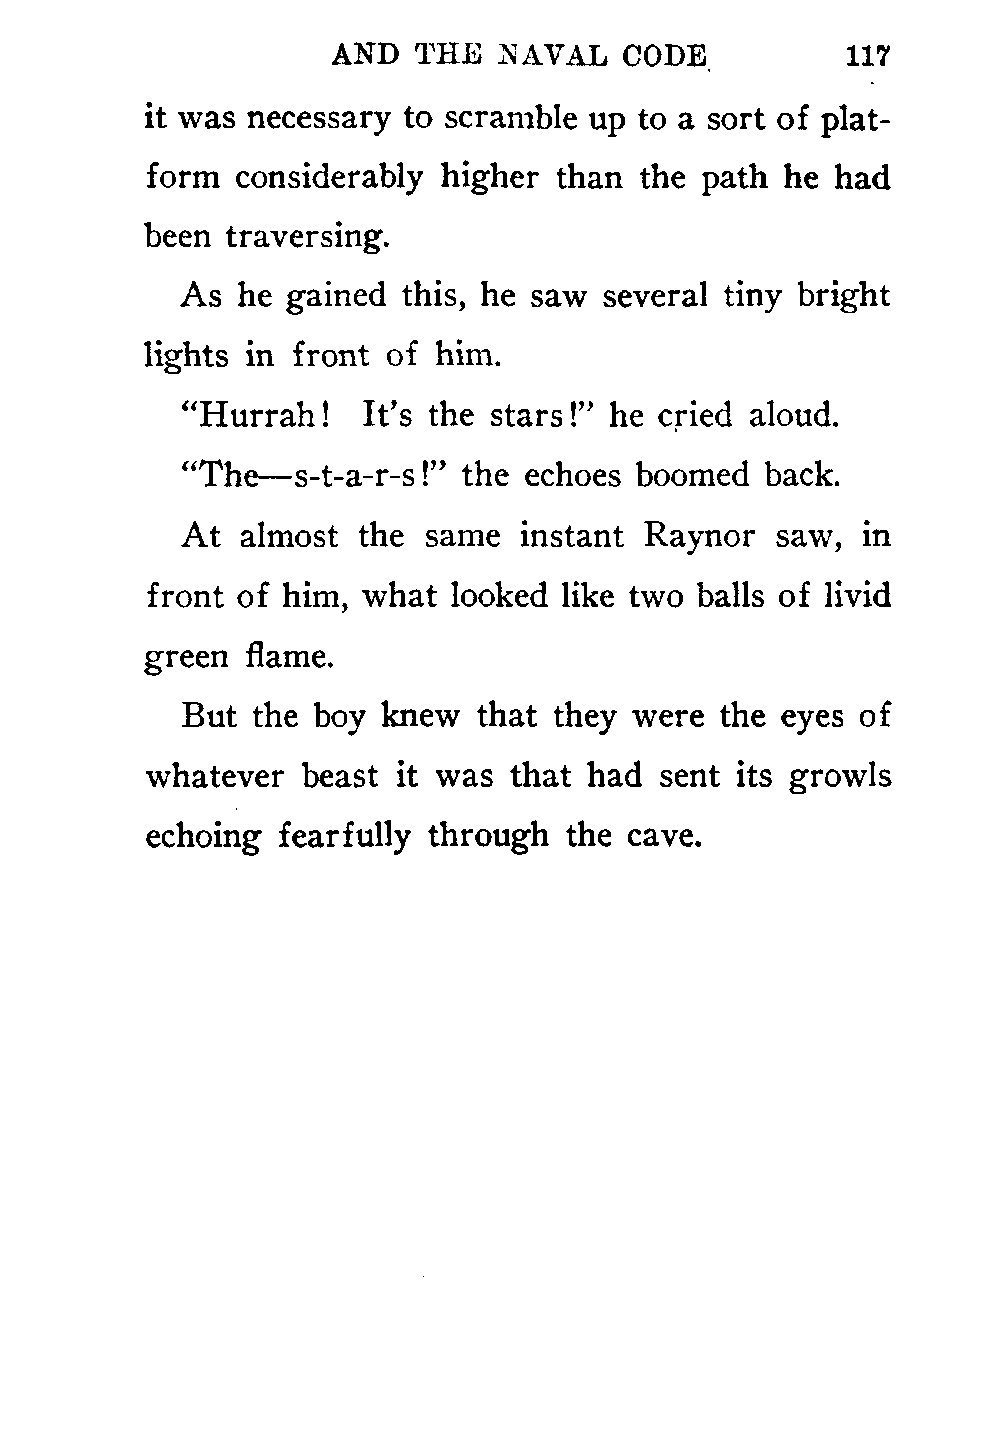 AND THE NAVAL CODE 117
it was necessary to scramble up to a sort of plat-
form considerably higher than the path he had
been traversing.
As he gained this, he saw several tiny bright
lights in front of him.
“Hurrah! It’s the stars!” he cried aloud.
“The—s-t-a-r-s!” the echoes boomed back.
At almost the same instant Raynor saw, in
front of him, what looked like two balls of livid
green flame.
But the boy knew that they were the eyes of
whatever beast it was that had sent its growls
echoing fearfully through the cave.